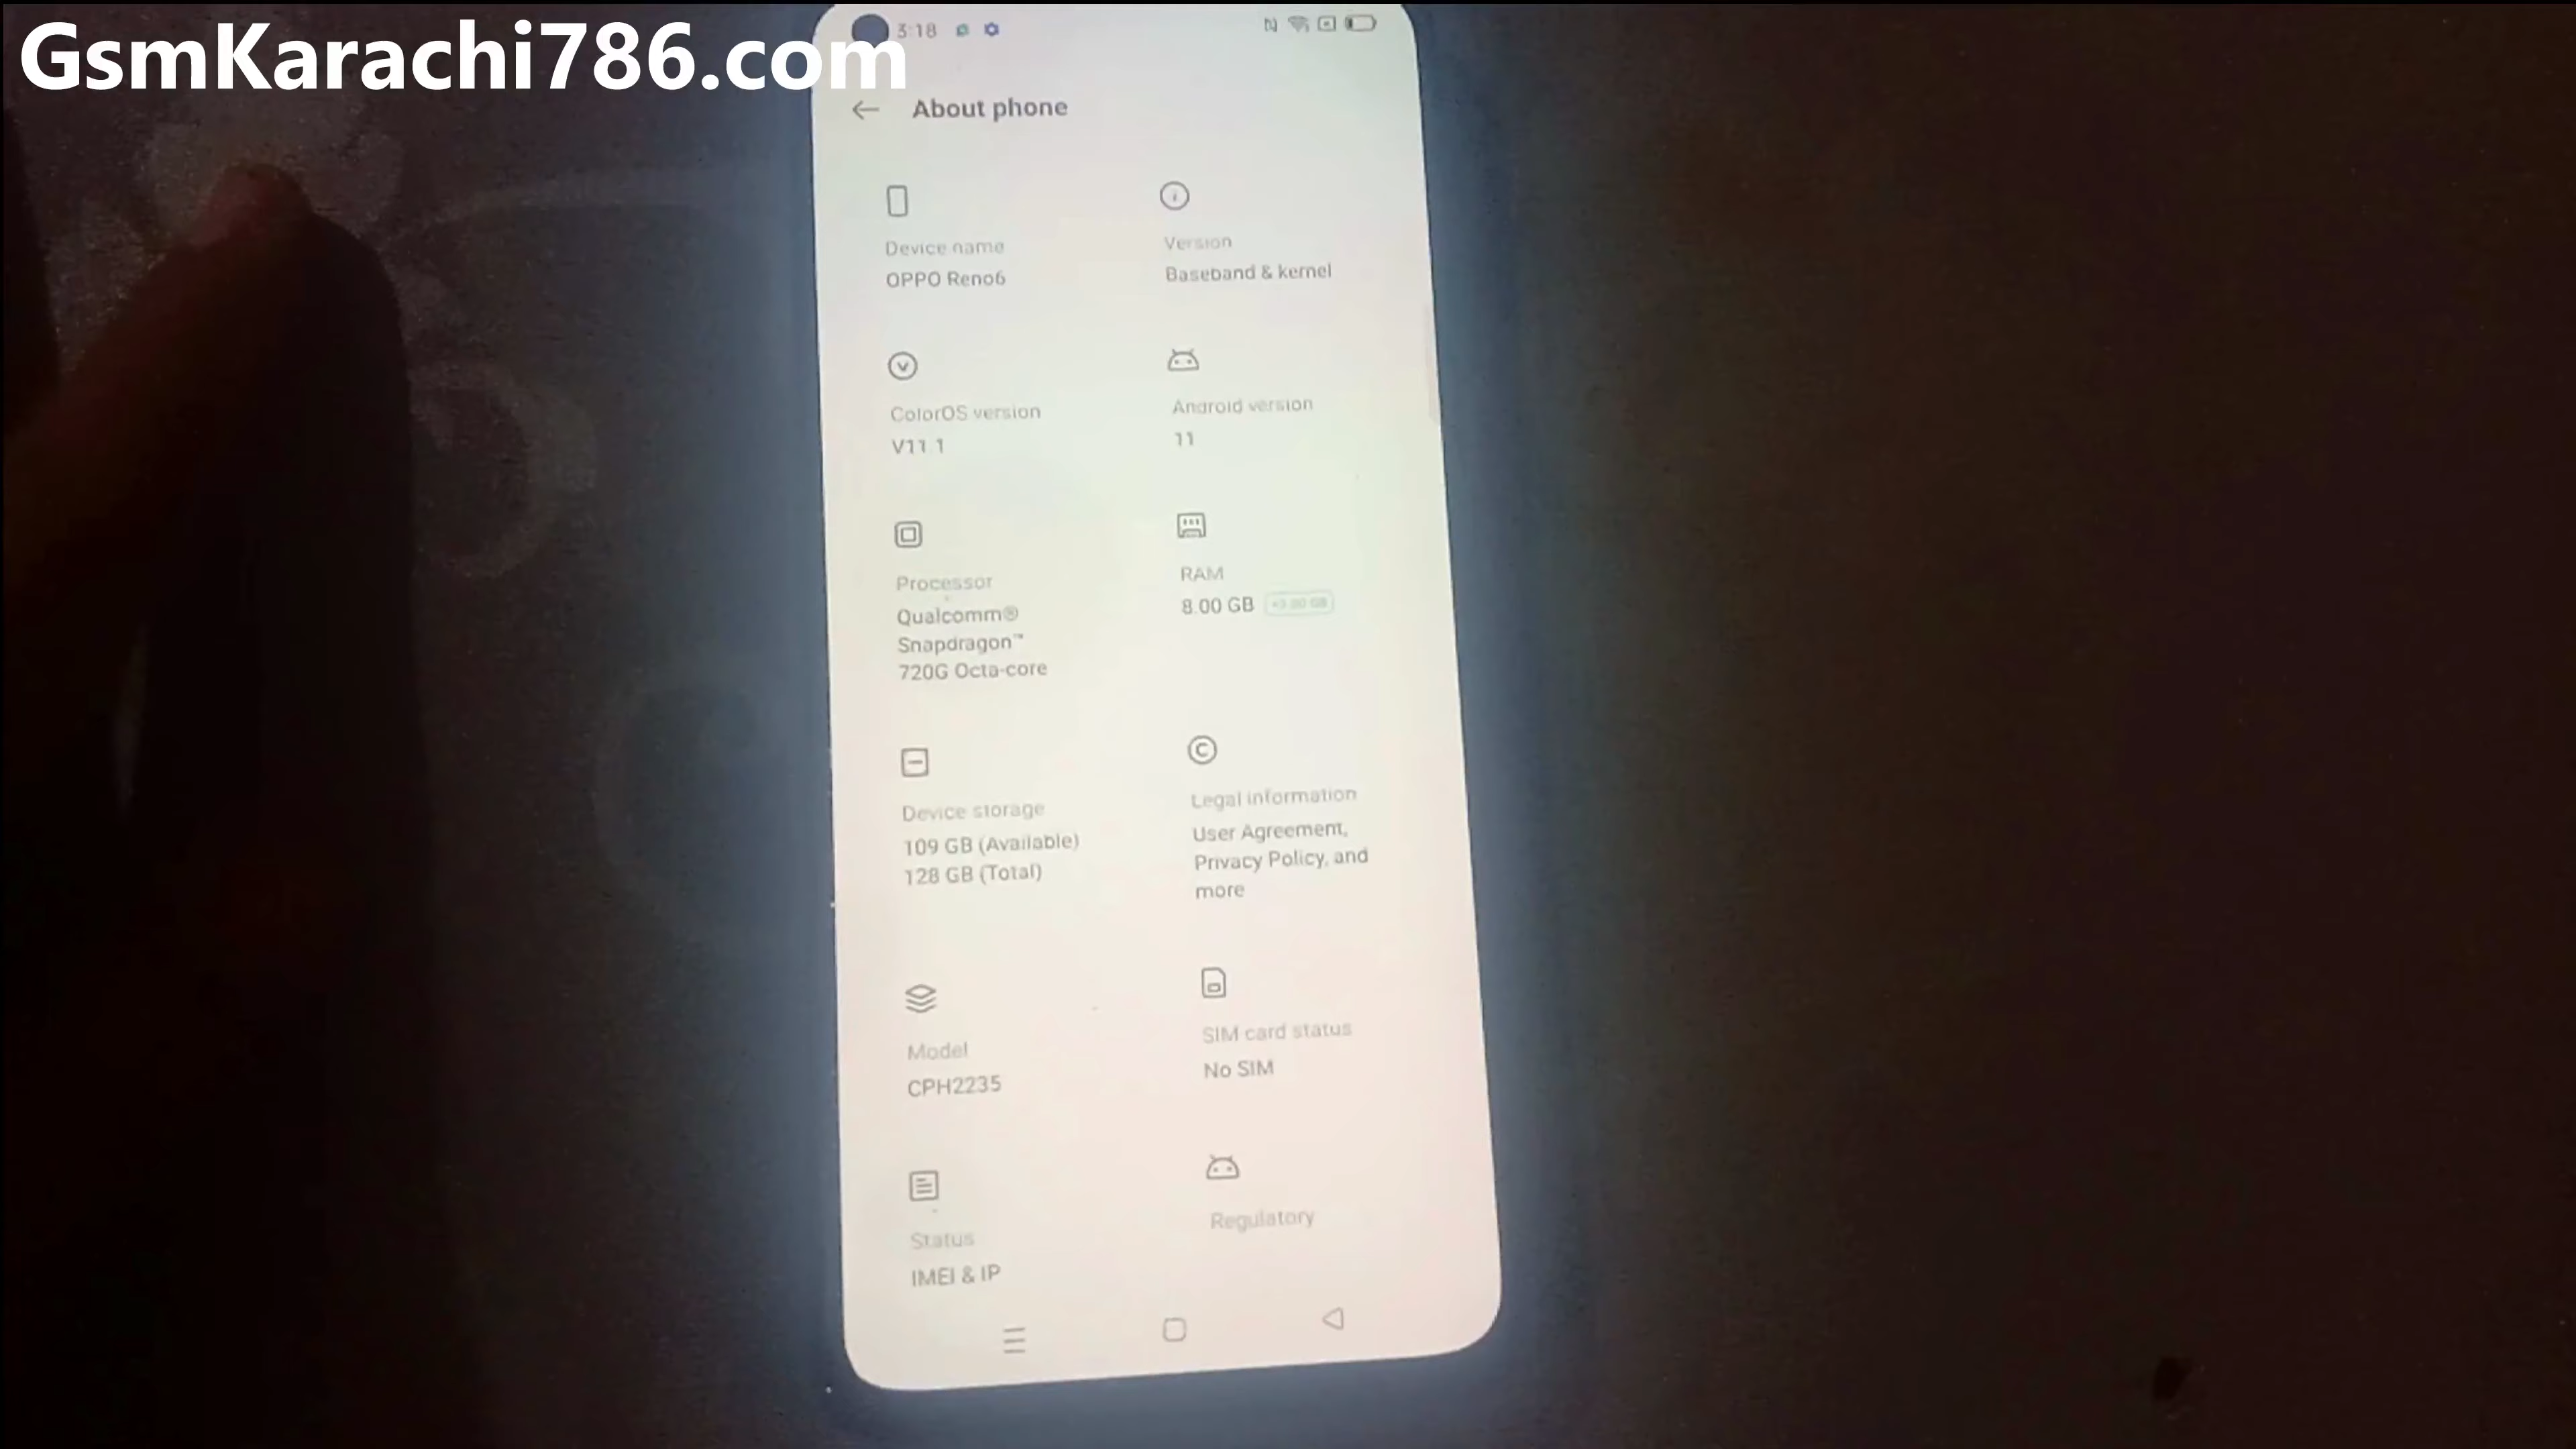 GsmKarachi786.com
3:18
About phone
Device name
OPPO Reno6
Version
Baseband & kernel
ColorOS version
V11.1
Android version
11
Processor
Qualcomm®
Snapdragon™
720G Octa-core
RAM
8.00 GB
Device storage
109 GB (Available)
128 GB (Total)
Legal information
User Agreement,
Privacy Policy, and
more
Model
CPH2235
SIM card status
No SIM
Status
IMEI & IP
Regulatory